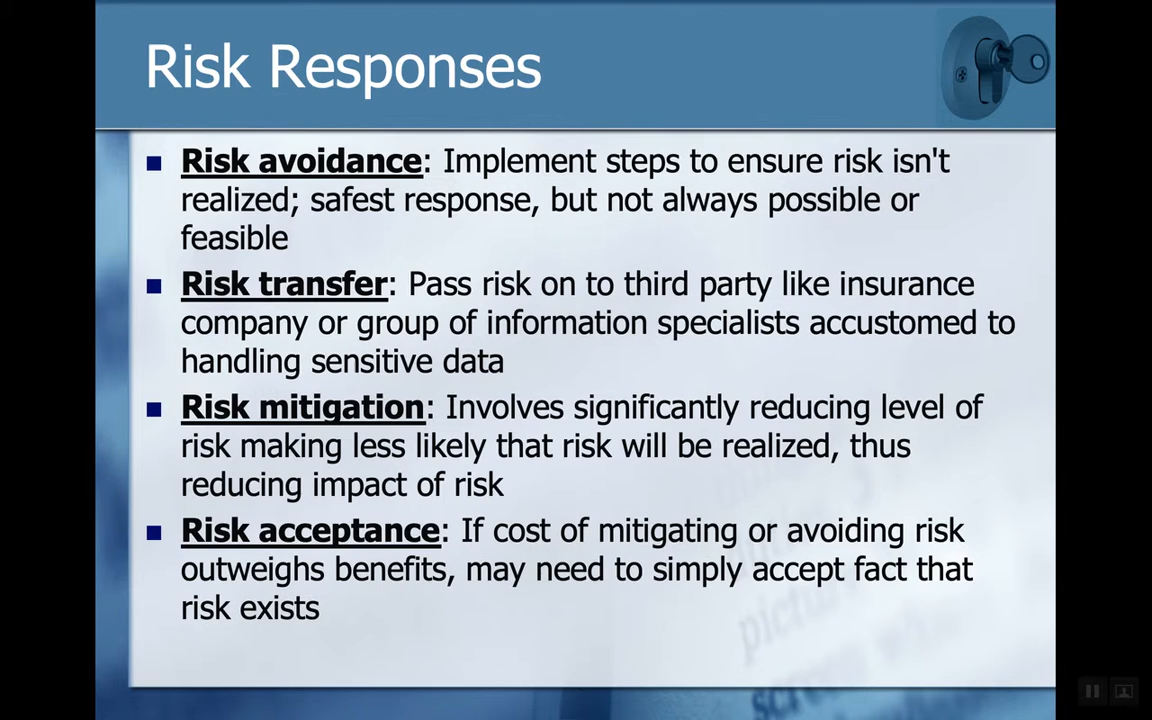 Risk Responses
Risk avoidance: Implement steps to ensure risk isn't
realized; safest response, but not always possible or
feasible
Risk transfer: Pass risk on to third party like insurance
company or group of information specialists accustomed to
handling sensitive data
Risk mitigation: Involves significantly reducing level of
risk making less likely that risk will be realized, thus
reducing impact of risk
Risk acceptance: If cost of mitigating or avoiding risk
outweighs benefits, may need to simply accept fact that
risk exists